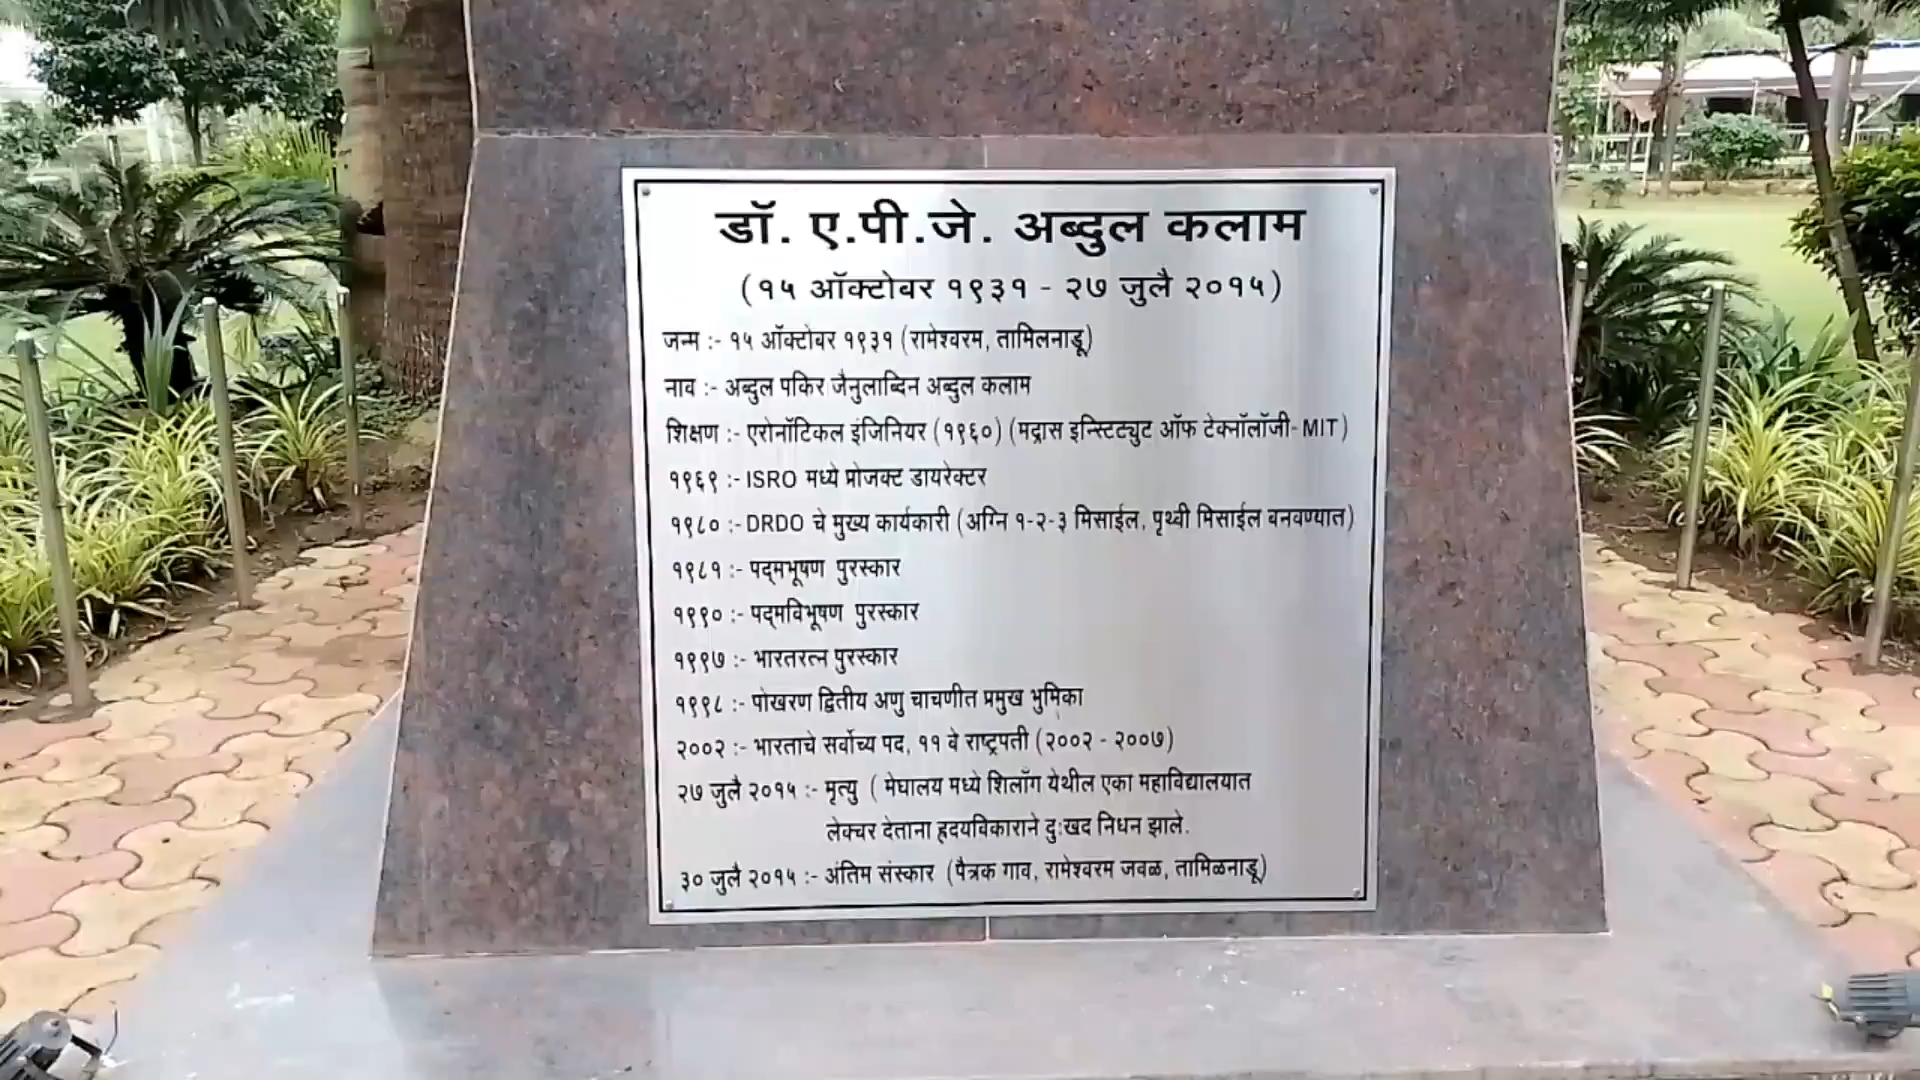 डॉ. ए.पी.जे. अब्दुल कलाम
(१५ ऑक्टोबर १९३१ - २७ जुलै २०१५)
जन्म :- १५ ऑक्टोबर १९३१ (रामेश्वरम, तामिलनाडू)
नाव :- अब्दुल पकिर जैनुलाब्दिन अब्दुल कलाम
शिक्षण :- एरोनॉटिकल इंजिनियर (१९६०) (मद्रास इन्स्टिट्युट ऑफ टेक्नॉलॉजी- MIT)
१९६९ :- ISRO मध्ये प्रोजक्ट डायरेक्टर
१९८० :- DRDO चे मुख्य कार्यकारी (अग्नि १-२-३ मिसाईल, पृथ्वी मिसाईल बनवण्यात)
१९८१ :- पद्मभूषण पुरस्कार
१९९० :- पद्मविभूषण पुरस्कार
१९९७ :- भारतरत्न पुरस्कार
१९९८ :- पोखरण द्वितीय अणु चाचणीत प्रमुख भुमिका
२००२ :- भारताचे सर्वोच्य पद, ११ वे राष्ट्रपती (२००२ - २००७)
२७ जुलै २०१५ :- मृत्यु ( मेघालय मध्ये शिलाँग येथील एका महाविद्यालयात
लेक्चर देताना हृदयविकाराने दुःखद निधन झाले.
३० जुलै २०१५ :- अंतिम संस्कार (पैत्रक गाव, रामेश्वरम जवळ, तामिळनाडू)